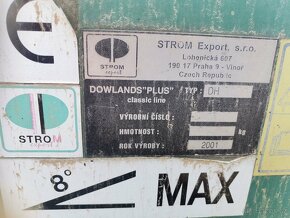 STROM Export, s.r.o.
Lohenická 607
190 17 Praha 9 - Vinoř
Czech Republic
STROM
export
DOWLANDS "PLUS"
classic line
TYP: DH
VÝROBNÍ ČÍSLO:
HMOTNOST: kg
ROK VÝROBY: 2001
STROM
export
8°
MAX